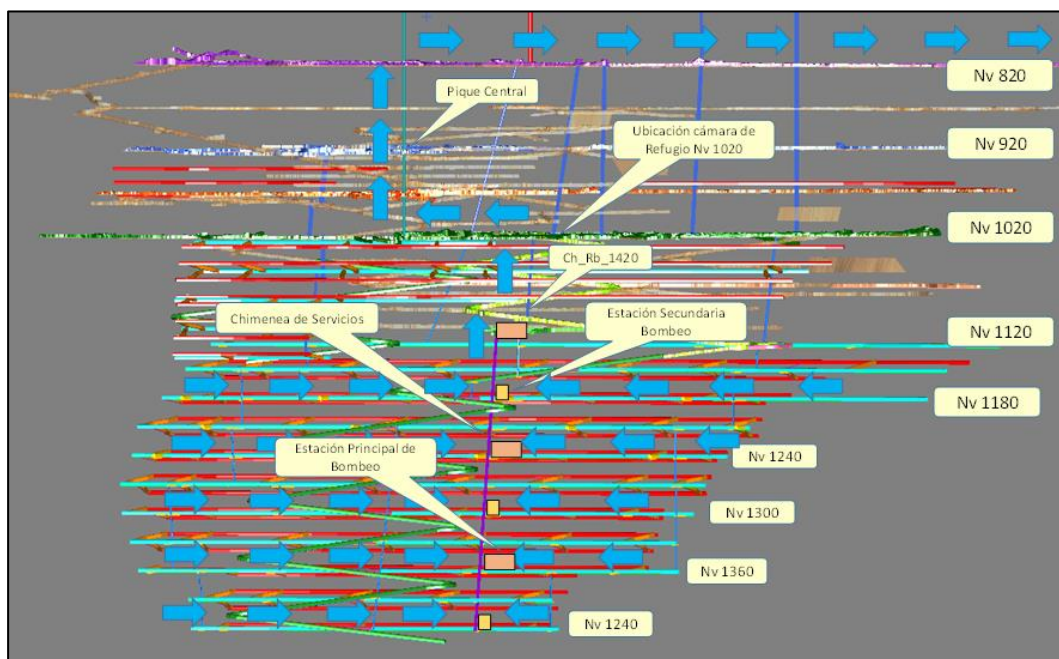 Nv 820
Pique Central
Ubicación cámara de
Refugio Nv 1020
Nv 920
Nv 1020
Ch_Rb_1420
Chimenea de Servicios
Estación Secundaria
Bombeo
Nv 1120
Nv 1180
Estación Principal de
Bombeo
Nv 1240
Nv 1300
Nv 1360
Nv 1240